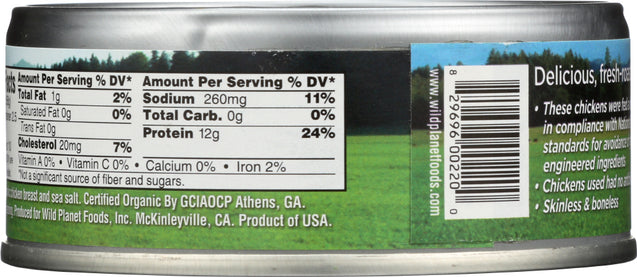 Amount Per Serving % DV*
Total Fat 1g 2%
Saturated Fat 0g 0%
Trans Fat 0g
Cholesterol 20mg 7%
Amount Per Serving % DV*
Sodium 260mg 11%
Total Carb. 0g 0%
Protein 12g 24%
Vitamin A 0% • Vitamin C 0% • Calcium 0% • Iron 2%
*Not a significant source of fiber and sugars.
chicken breast and sea salt. Certified Organic By GCIAOCP Athens, GA.
Produced for Wild Planet Foods, Inc. McKinleyville, CA. Product of USA.
www.wildplanetfoods.com
8 29696 00220 0
Delicious, fresh-roa
• These chickens were fed
in compliance with Natio
standards for avoidance
engineered ingredients
• Chickens used had no
• Skinless & boneless